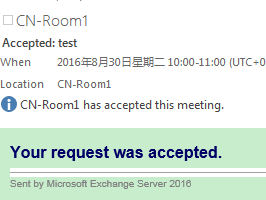 CN-Room1
Accepted: test
When 2016年8月30日星期二 10:00-11:00 (UTC+0
Location CN-Room1
CN-Room1 has accepted this meeting.
Your request was accepted.
Sent by Microsoft Exchange Server 2016